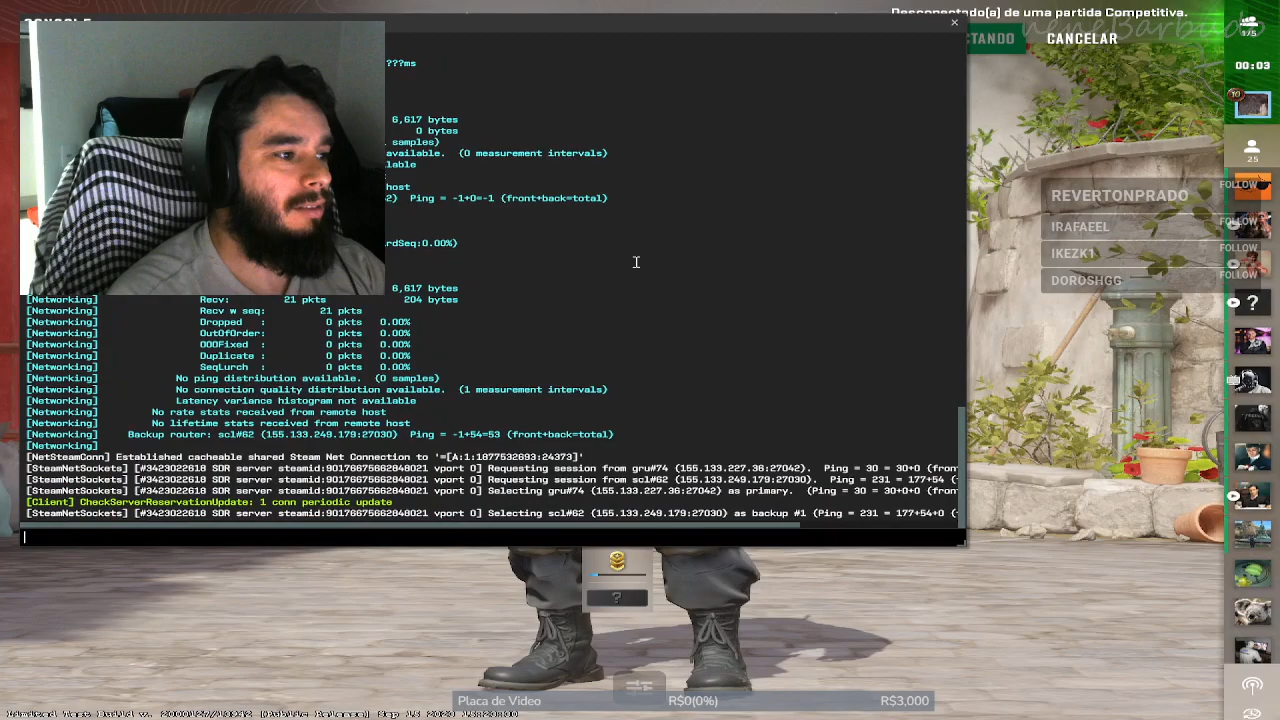 Desconectado(a) de uma partida Competitiva.
CONSOLE
CTANDO
CANCELAR
neneBarbudo
1/5
00:03
10
25
???ms
6,617 bytes
0 bytes
samples)
available. (0 measurement intervals)
lable
host
2) Ping = -1+0=-1 (front+back=total)
rdSeq:0.00%)
6,617 bytes
[Networking] Recv: 21 pkts 204 bytes
[Networking] Recv w seq: 21 pkts
[Networking] Dropped : 0 pkts 0.00%
[Networking] OutOfOrder: 0 pkts 0.00%
[Networking] OOOFixed : 0 pkts 0.00%
[Networking] Duplicate : 0 pkts 0.00%
[Networking] SeqLurch : 0 pkts 0.00%
[Networking] No ping distribution available. (0 samples)
[Networking] No connection quality distribution available. (1 measurement intervals)
[Networking] Latency variance histogram not available
[Networking] No rate stats received from remote host
[Networking] No lifetime stats received from remote host
[Networking] Backup router: scl#62 (155.133.249.179:27030) Ping = -1+54=53 (front+back=total)
[Networking]
[NetSteamConn] Established cacheable shared Steam Net Connection to '=[A:1:1877532683:24373]'
[SteamNetSockets] [#3423022618 SDR server steamid:90176675662848021 vport 0] Requesting session from gru#74 (155.133.227.36:27042). Ping = 30 = 30+0 (fron
[SteamNetSockets] [#3423022618 SDR server steamid:90176675662848021 vport 0] Requesting session from scl#62 (155.133.249.179:27030). Ping = 231 = 177+54 (
[SteamNetSockets] [#3423022618 SDR server steamid:90176675662848021 vport 0] Selecting gru#74 (155.133.227.36:27042) as primary. (Ping = 30 = 30+0+0 (fron
[Client] CheckServerReservationUpdate: 1 conn periodic update
[SteamNetSockets] [#3423022618 SDR server steamid:90176675662848021 vport 0] Selecting scl#62 (155.133.249.179:27030) as backup #1 (Ping = 231 = 177+54+0 (
REVERTONPRADO
FOLLOW
IRAFAEEL
FOLLOW
IKEZK1
FOLLOW
DOROSHGG
FOLLOW
?
?
Placa de Video
R$0(0%)
R$3,000